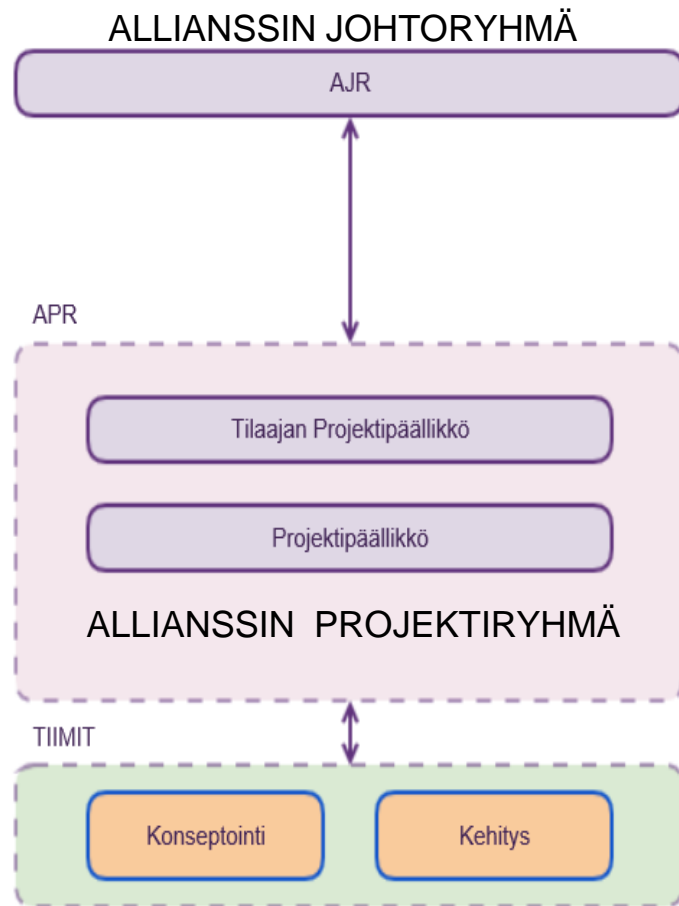 ALLIANSSIN JOHTORYHMÄ
AJR
APR
Tilaajan Projektipäällikkö
Projektipäällikkö
ALLIANSSIN PROJEKTIRYHMÄ
TIIMIT
Konseptointi
Kehitys